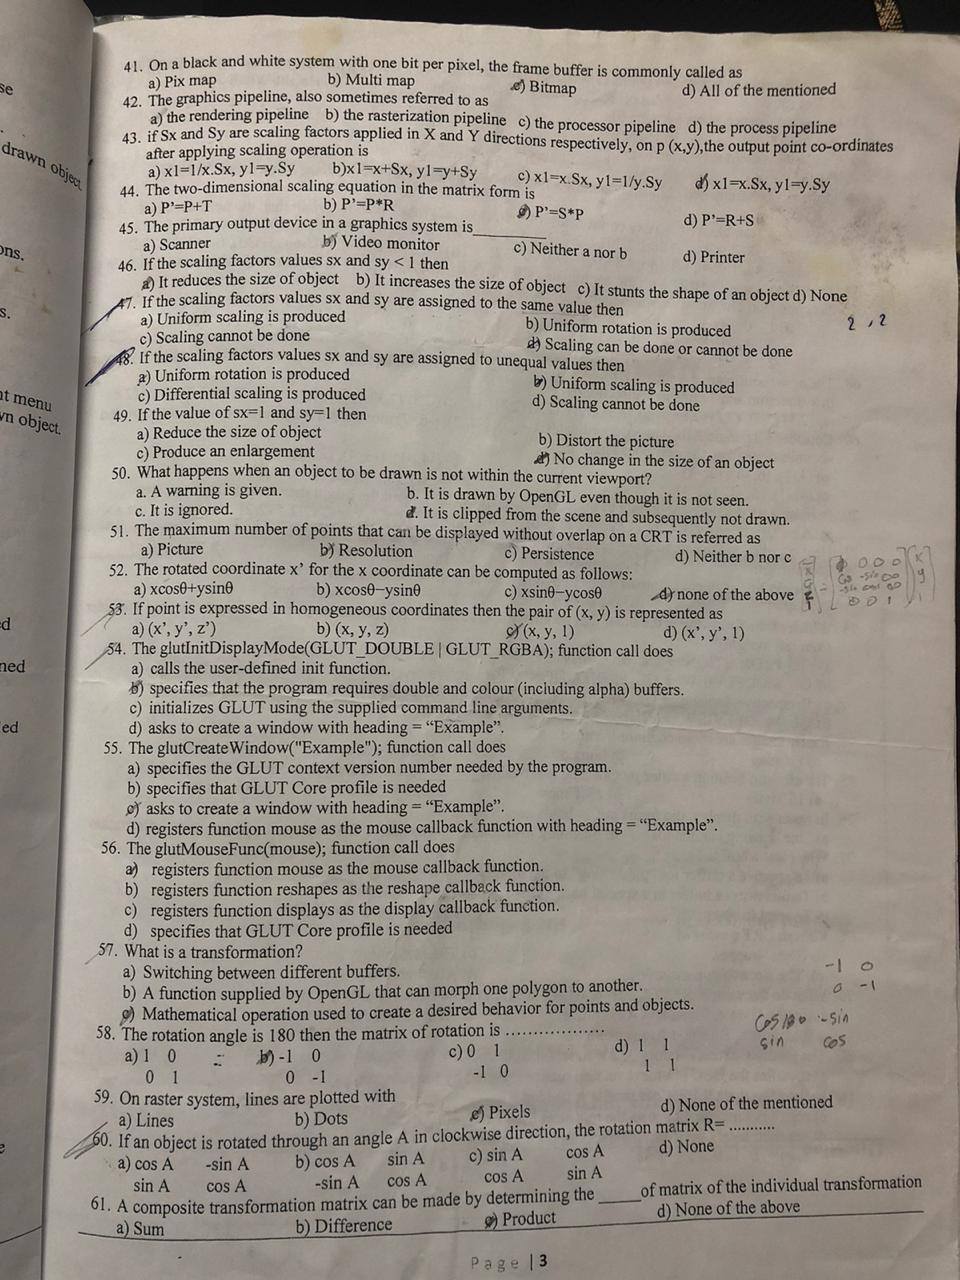 se
drawn object
ons.
s.
nt menu
wn object.
ed
ned
ed
e
41. On a black and white system with one bit per pixel, the frame buffer is commonly called as
a) Pix map b) Multi map c) Bitmap d) All of the mentioned
42. The graphics pipeline, also sometimes referred to as
a) the rendering pipeline b) the rasterization pipeline c) the processor pipeline d) the process pipeline
43. if Sx and Sy are scaling factors applied in X and Y directions respectively, on p (x,y),the output point co-ordinates
after applying scaling operation is
a) x1=1/x.Sx, y1=y.Sy b)x1=x+Sx, y1=y+Sy c) x1=x.Sx, y1=1/y.Sy d) x1=x.Sx, y1=y.Sy
44. The two-dimensional scaling equation in the matrix form is
a) P'=P+T b) P'=P*R c) P'=S*P d) P'=R+S
45. The primary output device in a graphics system is__________
a) Scanner b) Video monitor c) Neither a nor b d) Printer
46. If the scaling factors values sx and sy < 1 then
a) It reduces the size of object b) It increases the size of object c) It stunts the shape of an object d) None
47. If the scaling factors values sx and sy are assigned to the same value then
a) Uniform scaling is produced b) Uniform rotation is produced 2 , 2
c) Scaling cannot be done d) Scaling can be done or cannot be done
48. If the scaling factors values sx and sy are assigned to unequal values then
a) Uniform rotation is produced b) Uniform scaling is produced
c) Differential scaling is produced d) Scaling cannot be done
49. If the value of sx=1 and sy=1 then
a) Reduce the size of object b) Distort the picture
c) Produce an enlargement d) No change in the size of an object
50. What happens when an object to be drawn is not within the current viewport?
a. A warning is given. b. It is drawn by OpenGL even though it is not seen.
c. It is ignored. d. It is clipped from the scene and subsequently not drawn.
51. The maximum number of points that can be displayed without overlap on a CRT is referred as
a) Picture b) Resolution c) Persistence d) Neither b nor c
52. The rotated coordinate x' for the x coordinate can be computed as follows:
a) xcosθ+ysinθ b) xcosθ−ysinθ c) xsinθ−ycosθ d) none of the above
53. If point is expressed in homogeneous coordinates then the pair of (x, y) is represented as
a) (x', y', z') b) (x, y, z) c) (x, y, 1) d) (x', y', 1)
54. The glutInitDisplayMode(GLUT_DOUBLE | GLUT_RGBA); function call does
a) calls the user-defined init function.
b) specifies that the program requires double and colour (including alpha) buffers.
c) initializes GLUT using the supplied command line arguments.
d) asks to create a window with heading = “Example”.
55. The glutCreateWindow("Example"); function call does
a) specifies the GLUT context version number needed by the program.
b) specifies that GLUT Core profile is needed
c) asks to create a window with heading = “Example”.
d) registers function mouse as the mouse callback function with heading = “Example”.
56. The glutMouseFunc(mouse); function call does
a) registers function mouse as the mouse callback function.
b) registers function reshapes as the reshape callback function.
c) registers function displays as the display callback function.
d) specifies that GLUT Core profile is needed
57. What is a transformation?
a) Switching between different buffers. -1 0
b) A function supplied by OpenGL that can morph one polygon to another. 0 -1
c) Mathematical operation used to create a desired behavior for points and objects.
58. The rotation angle is 180 then the matrix of rotation is .................. cos 180 -sin
a) 1 0 b) -1 0 c) 0 1 d) 1 1 sin cos
0 1 0 -1 -1 0 1 1
59. On raster system, lines are plotted with
a) Lines b) Dots c) Pixels d) None of the mentioned
60. If an object is rotated through an angle A in clockwise direction, the rotation matrix R= ...........
a) cos A -sin A b) cos A sin A c) sin A cos A d) None
sin A cos A -sin A cos A cos A sin A
61. A composite transformation matrix can be made by determining the _____ of matrix of the individual transformation
a) Sum b) Difference c) Product d) None of the above
Page | 3